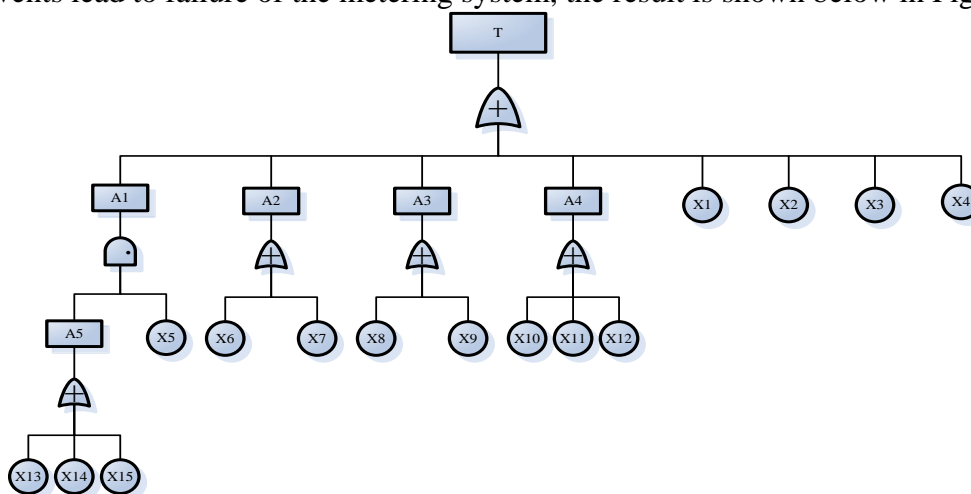 vents lead to failure of the metering system, the result is shown below in Fig
T
+
A1 A2 A3 A4 X1 X2 X3 X4
+ + +
A5 X5 X6 X7 X8 X9 X10 X11 X12
+
X13 X14 X15